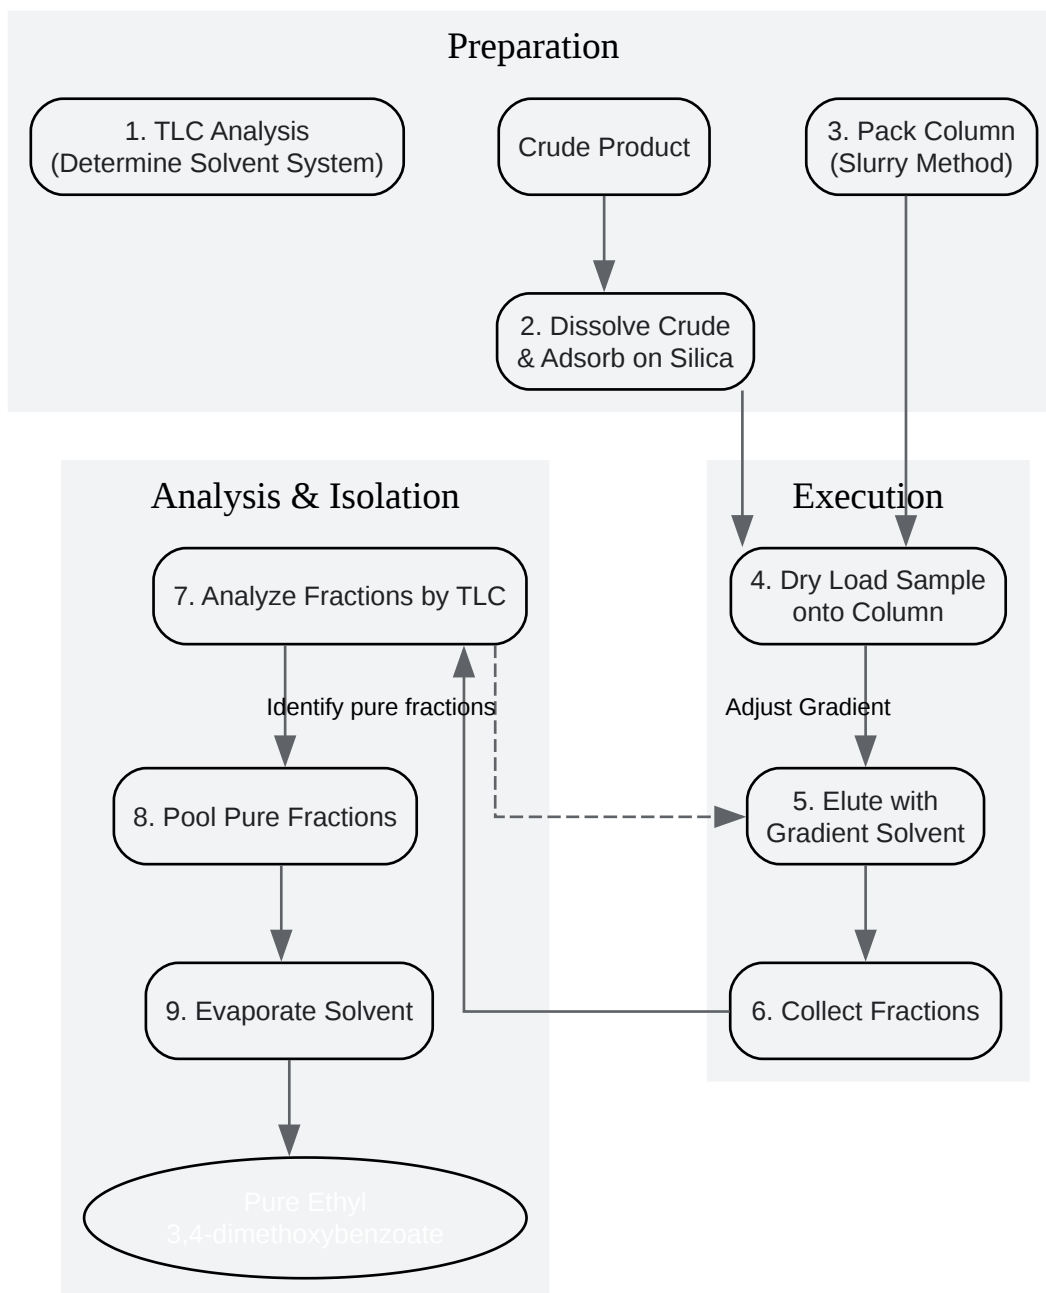 Preparation
1. TLC Analysis
(Determine Solvent System)
Crude Product
3. Pack Column
(Slurry Method)
2. Dissolve Crude
& Adsorb on Silica
Analysis & Isolation
Execution
7. Analyze Fractions by TLC
4. Dry Load Sample
onto Column
Identify pure fractions
Adjust Gradient
8. Pool Pure Fractions
5. Elute with
Gradient Solvent
9. Evaporate Solvent
6. Collect Fractions
Pure Ethyl
3,4-dimethoxybenzoate